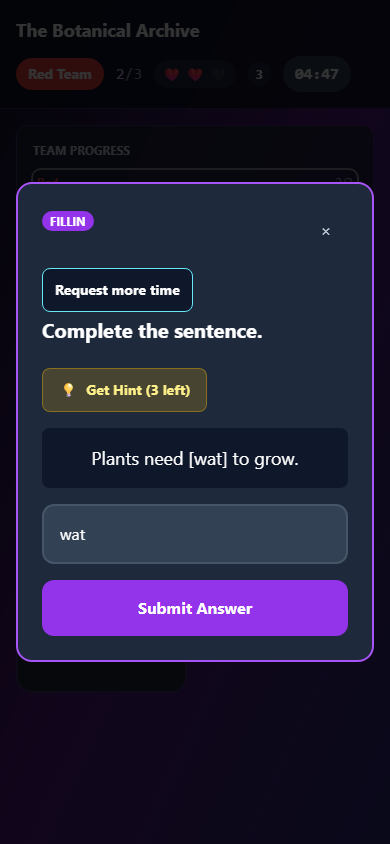 The Botanical Archive
Red Team 2/3 3 04:47
TEAM PROGRESS
FILLIN
×
Request more time
Complete the sentence.
Get Hint (3 left)
Plants need [wat] to grow.
wat
Submit Answer